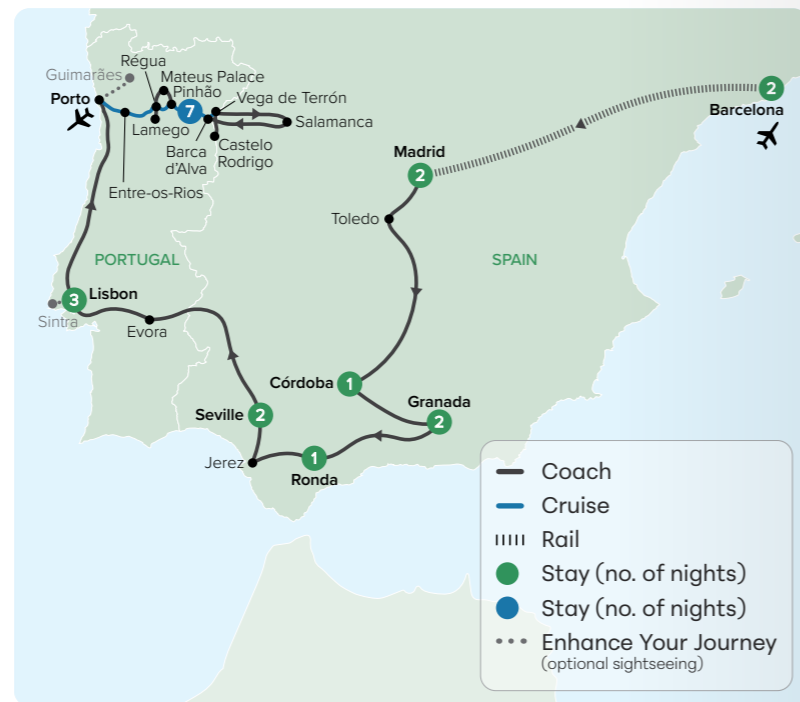 Régua
Guimarães
Mateus Palace
Pinhão
Porto
7
Vega de Terrón
Lamego
Salamanca
Barca
d'Alva
Castelo
Rodrigo
Entre-os-Rios
2
Barcelona
Madrid
2
Toledo
PORTUGAL
SPAIN
3
Lisbon
Sintra
Evora
Córdoba
1
Granada
2
Seville
2
Jerez
1
Ronda
Coach
Cruise
Rail
Stay (no. of nights)
Stay (no. of nights)
Enhance Your Journey
(optional sightseeing)